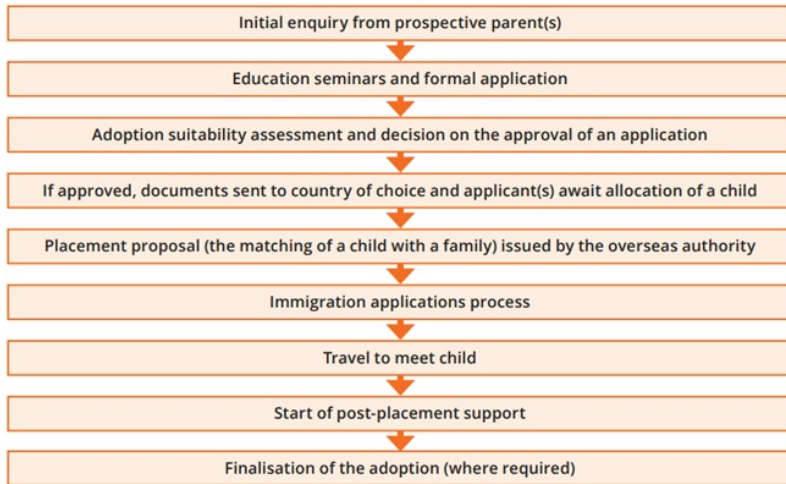 Initial enquiry from prospective parent(s)
Education seminars and formal application
Adoption suitability assessment and decision on the approval of an application
If approved, documents sent to country of choice and applicant(s) await allocation of a child
Placement proposal (the matching of a child with a family) issued by the overseas authority
Immigration applications process
Travel to meet child
Start of post-placement support
Finalisation of the adoption (where required)